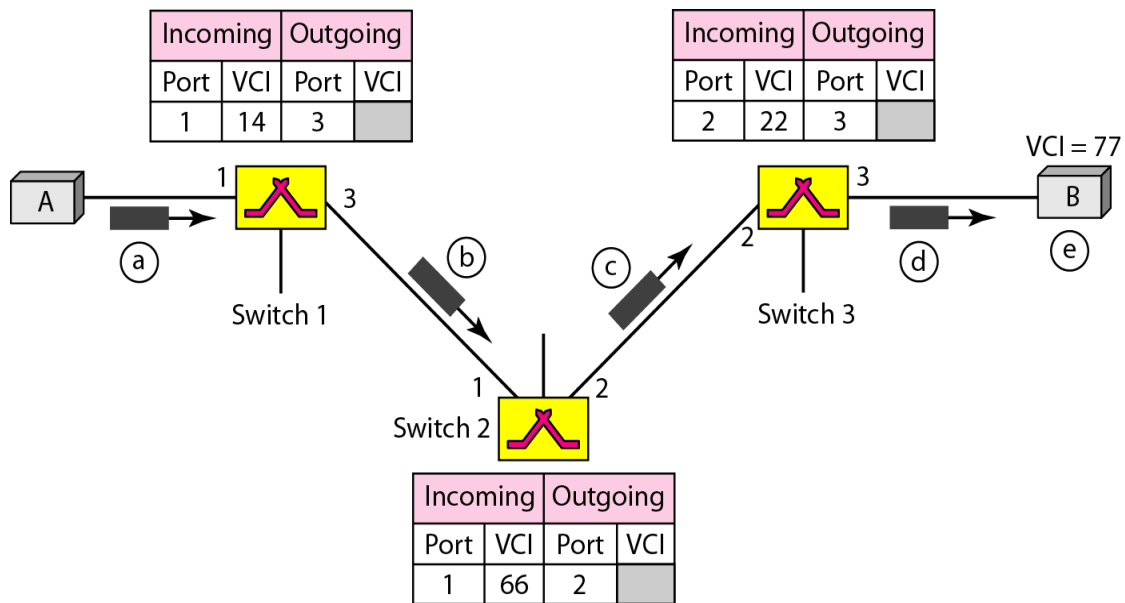 Incoming Outgoing
Port VCI Port VCI
1 14 3
Incoming Outgoing
Port VCI Port VCI
2 22 3
VCI = 77
A
1
3
3
B
2
a
b
c
d
e
Switch 1
Switch 3
1
2
Switch 2
Incoming Outgoing
Port VCI Port VCI
1 66 2